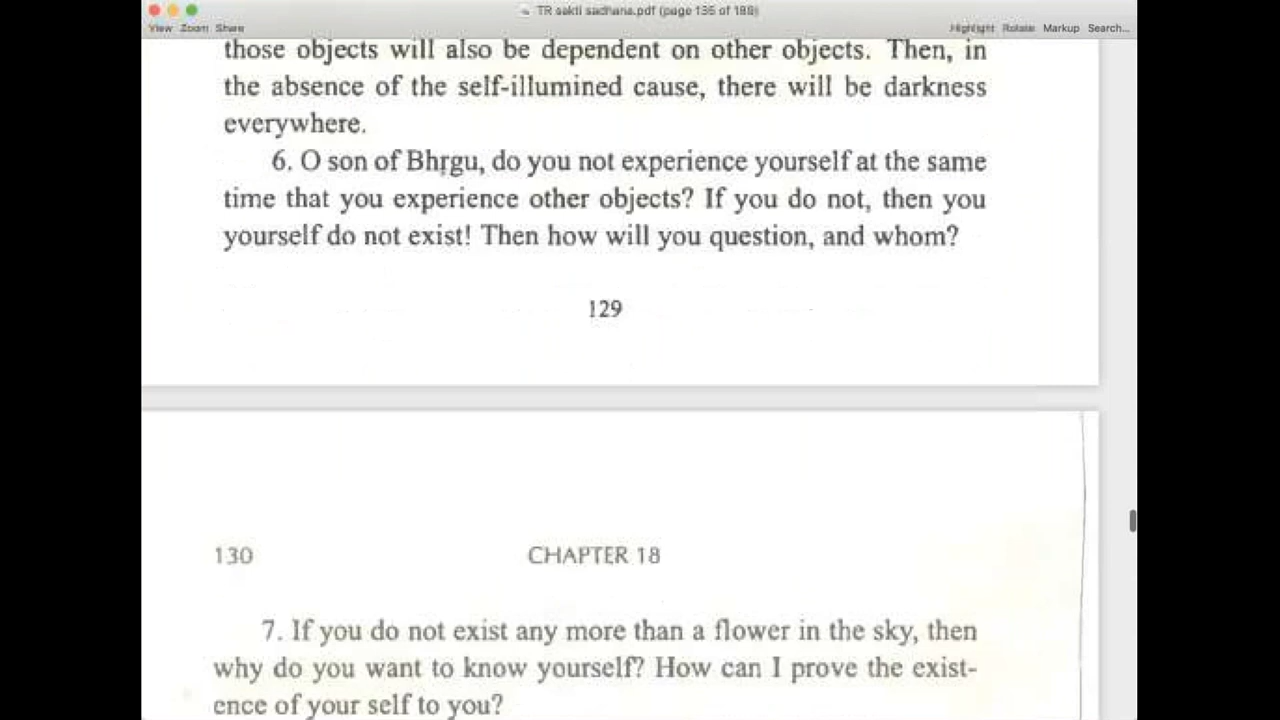 TR sakti sadhana.pdf (page 135 of 188)
View Zoom Share Highlight Rotate Markup Search...
those objects will also be dependent on other objects. Then, in
the absence of the self-illumined cause, there will be darkness
everywhere.
6. O son of Bhṛgu, do you not experience yourself at the same
time that you experience other objects? If you do not, then you
yourself do not exist! Then how will you question, and whom?
129
130 CHAPTER 18
7. If you do not exist any more than a flower in the sky, then
why do you want to know yourself? How can I prove the exist-
ence of your self to you?